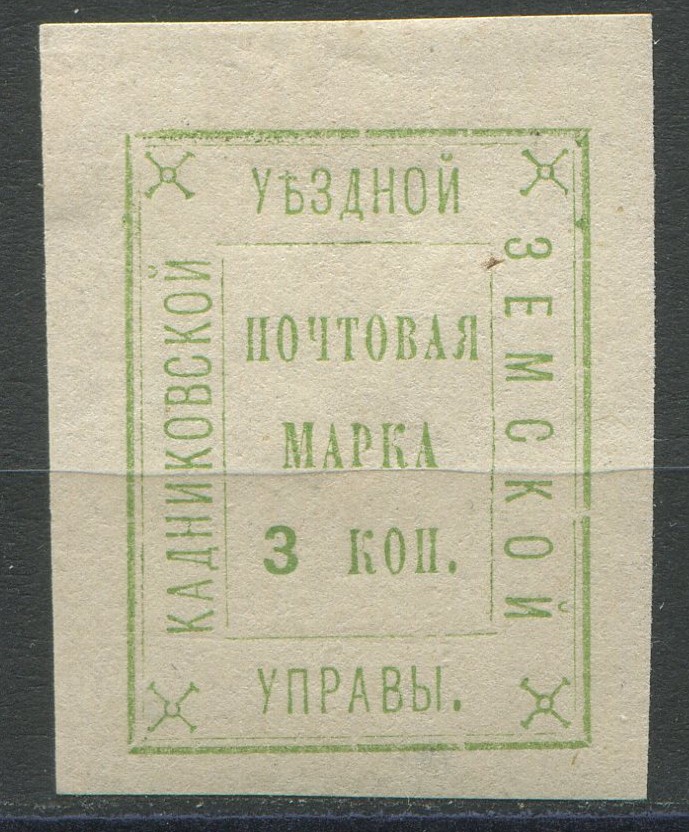 КАДНИКОВСКОЙ
УѢЗДНОЙ
ЗЕМСКОЙ
УПРАВЫ.
ПОЧТОВАЯ
МАРКА
3 КОП.